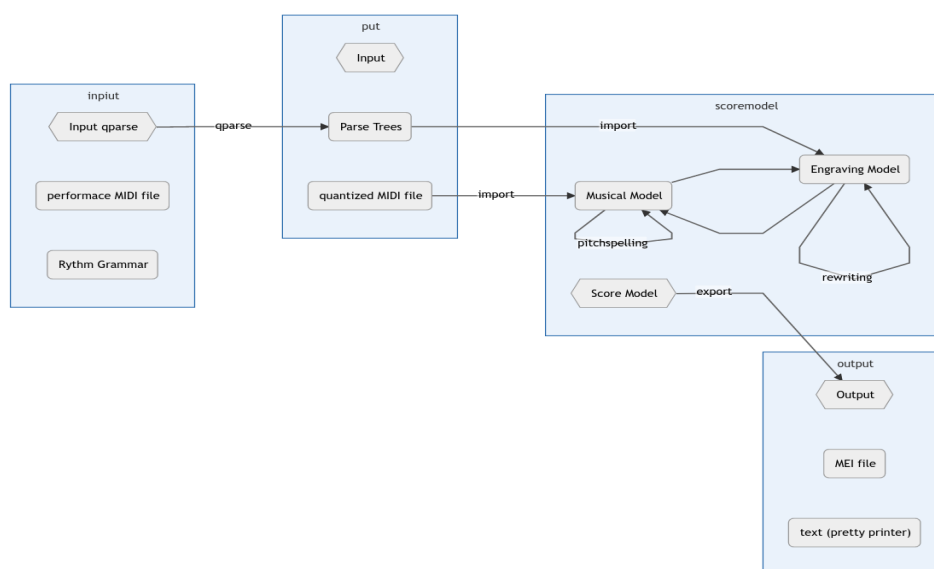 inpiut
Input qparse
performace MIDI file
Rythm Grammar
qparse
put
Input
Parse Trees
quantized MIDI file
import
import
scoremodel
Engraving Model
Musical Model
pitchspelling
rewriting
Score Model
export
output
Output
MEI file
text (pretty printer)